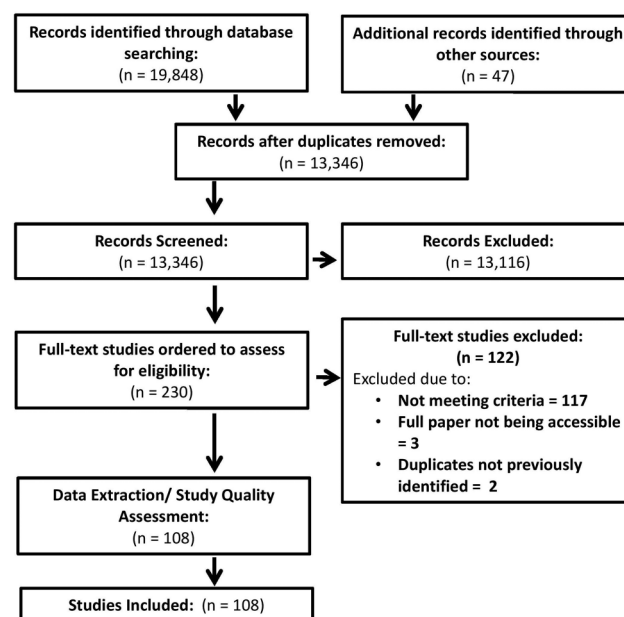 Records identified through database
searching:
(n = 19,848)
Additional records identified through
other sources:
(n = 47)
Records after duplicates removed:
(n = 13,346)
Records Screened:
(n = 13,346)
Records Excluded:
(n = 13,116)
Full-text studies ordered to assess
for eligibility:
(n = 230)
Full-text studies excluded:
(n = 122)
Excluded due to:
• Not meeting criteria = 117
• Full paper not being accessible
= 3
• Duplicates not previously
identified = 2
Data Extraction/ Study Quality
Assessment:
(n = 108)
Studies Included: (n = 108)